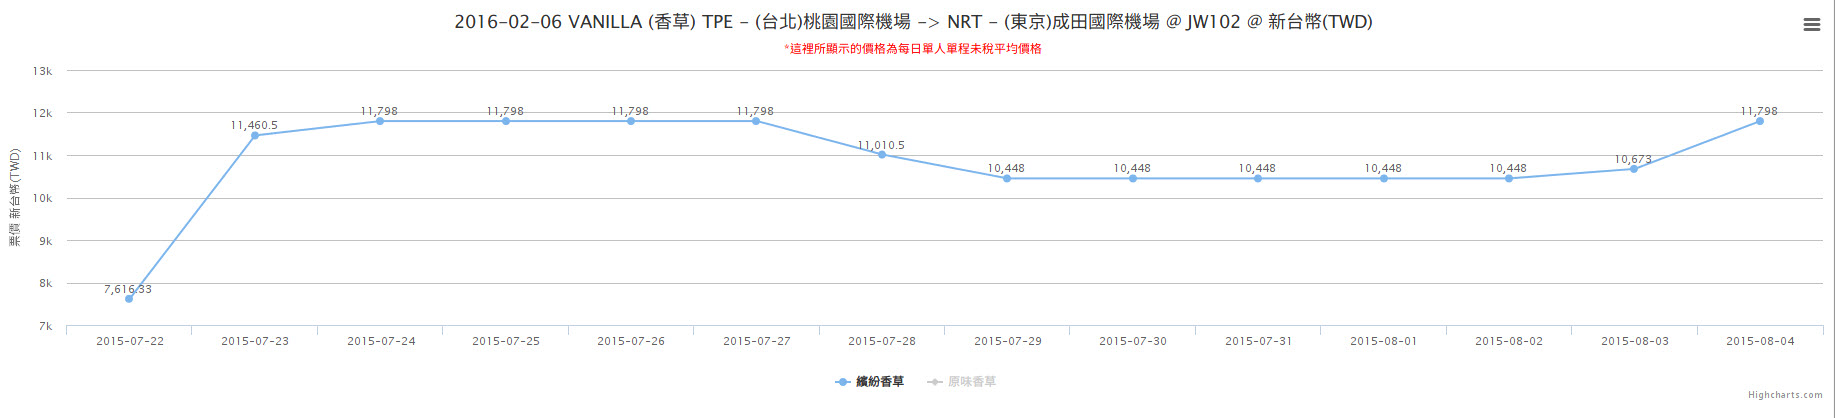 2016-02-06 VANILLA (香草) TPE - (台北)桃園國際機場 -> NRT - (東京)成田國際機場 @ JW102 @ 新台幣(TWD)
*這裡所顯示的價格為每日單人單程未稅平均價格
票價 新台幣(TWD)
13k
12k
11k
10k
9k
8k
7k
7,616.33
11,460.5
11,798
11,798
11,798
11,798
11,010.5
10,448
10,448
10,448
10,448
10,448
10,673
11,798
2015-07-22
2015-07-23
2015-07-24
2015-07-25
2015-07-26
2015-07-27
2015-07-28
2015-07-29
2015-07-30
2015-07-31
2015-08-01
2015-08-02
2015-08-03
2015-08-04
繽紛香草
原味香草
Highcharts.com